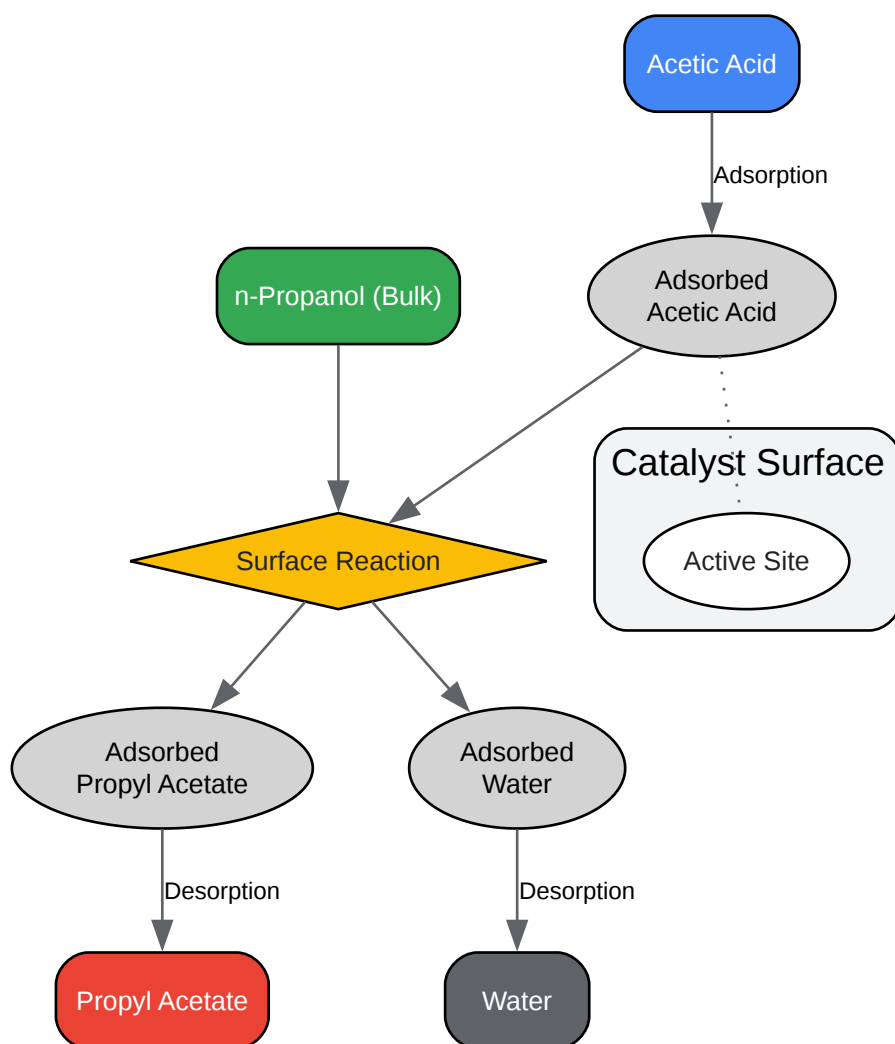 Acetic Acid
Adsorption
n-Propanol (Bulk)
Adsorbed
Acetic Acid
Catalyst Surface
Surface Reaction
Active Site
Adsorbed
Propyl Acetate
Adsorbed
Water
Desorption
Desorption
Propyl Acetate
Water